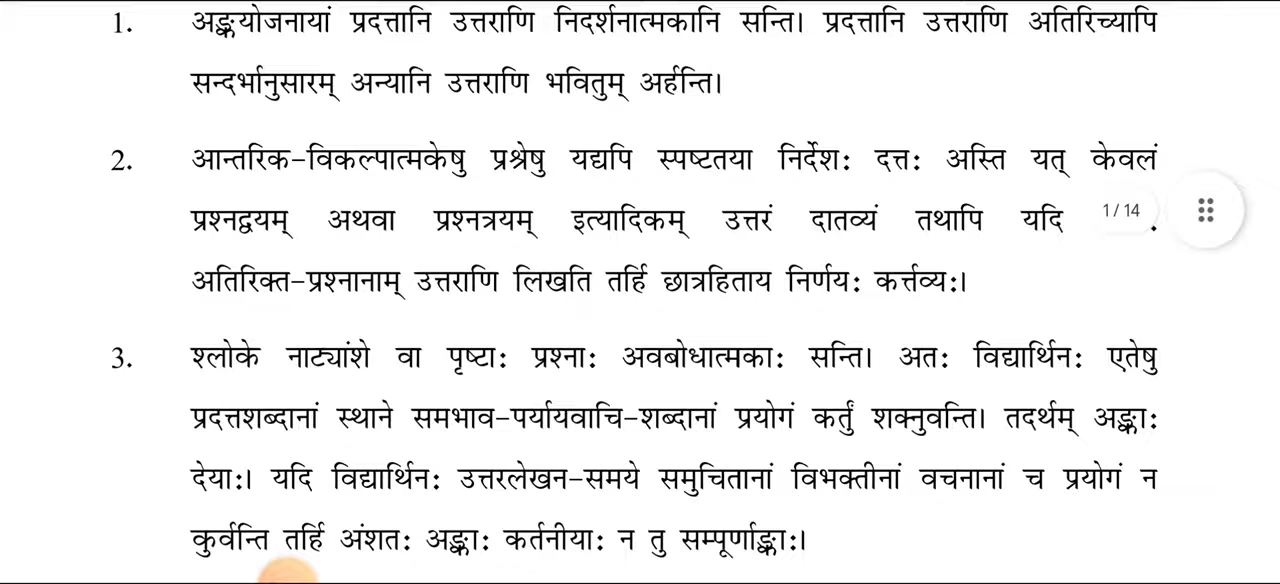 1. अङ्कयोजनायां प्रदत्तानि उत्तराणि निदर्शनात्मकानि सन्ति। प्रदत्तानि उत्तराणि अतिरिच्यापि
सन्दर्भानुसारम् अन्यानि उत्तराणि भवितुम् अर्हन्ति।
2. आन्तरिक-विकल्पात्मकेषु प्रश्नेषु यद्यपि स्पष्टतया निर्देशः दत्तः अस्ति यत् केवलं
प्रश्नद्वयम् अथवा प्रश्नत्रयम् इत्यादिकम् उत्तरं दातव्यं तथापि यदि 1/14
अतिरिक्त-प्रश्नानाम् उत्तराणि लिखति तर्हि छात्रहिताय निर्णयः कर्त्तव्यः।
3. श्लोके नाट्यांशे वा पृष्टाः प्रश्नाः अवबोधात्मकाः सन्ति। अतः विद्यार्थिनः एतेषु
प्रदत्तशब्दानां स्थाने समभाव-पर्यायवाचि-शब्दानां प्रयोगं कर्तुं शक्नुवन्ति। तदर्थम् अङ्काः
देयाः। यदि विद्यार्थिनः उत्तरलेखन-समये समुचितानां विभक्तीनां वचनानां च प्रयोगं न
कुर्वन्ति तर्हि अंशतः अङ्काः कर्तनीयाः न तु सम्पूर्णाङ्काः।